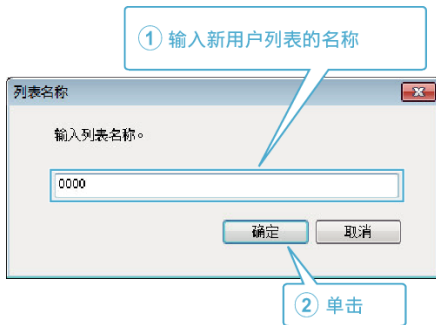 ① 输入新用户列表的名称
列表名称
输入列表名称。
0000
确定 取消
② 单击